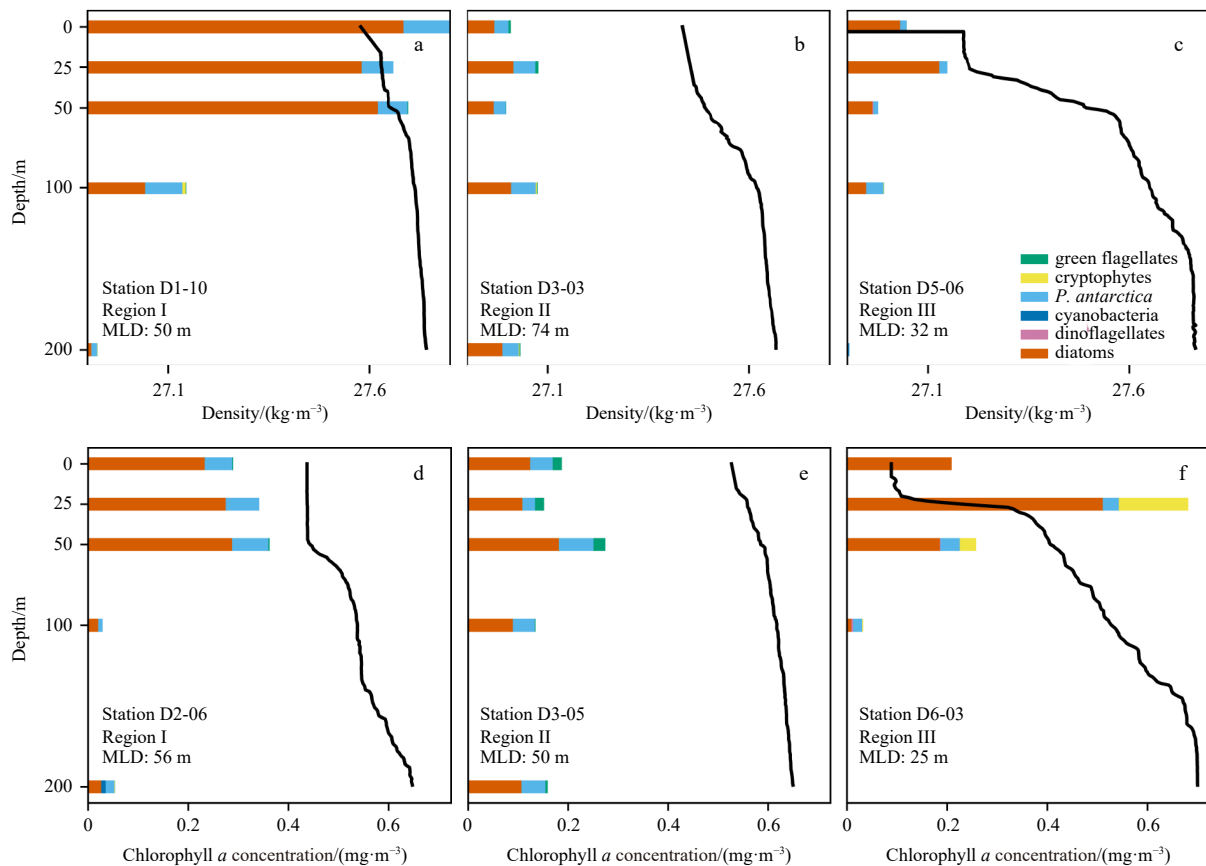 a
b
c
0
25
50
100
200
Depth/m
Station D1-10
Region I
MLD: 50 m
Station D3-03
Region II
MLD: 74 m
Station D5-06
Region III
MLD: 32 m
green flagellates
cryptophytes
P. antarctica
cyanobacteria
dinoflagellates
diatoms
27.1 27.6
27.1 27.6
27.1 27.6
Density/(kg·m⁻³)
Density/(kg·m⁻³)
Density/(kg·m⁻³)
d
e
f
0
25
50
100
200
Depth/m
Station D2-06
Region I
MLD: 56 m
Station D3-05
Region II
MLD: 50 m
Station D6-03
Region III
MLD: 25 m
0 0.2 0.4 0.6
0 0.2 0.4 0.6
0 0.2 0.4 0.6
Chlorophyll a concentration/(mg·m⁻³)
Chlorophyll a concentration/(mg·m⁻³)
Chlorophyll a concentration/(mg·m⁻³)